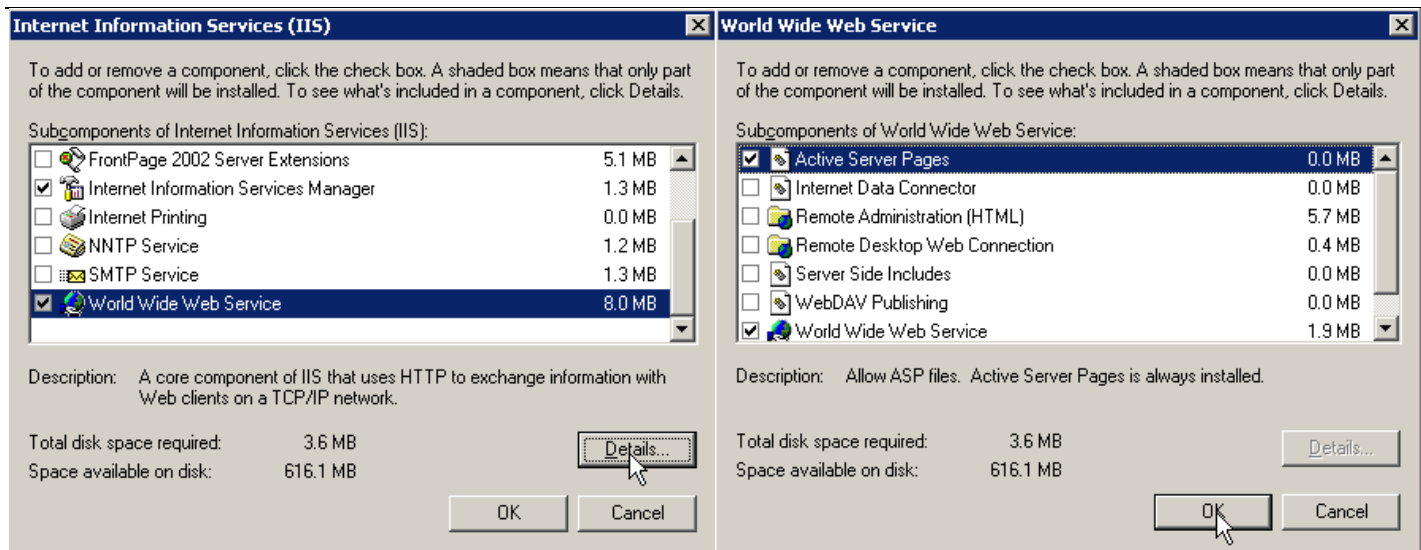 Internet Information Services (IIS)
To add or remove a component, click the check box. A shaded box means that only part
of the component will be installed. To see what's included in a component, click Details.
Subcomponents of Internet Information Services (IIS):
FrontPage 2002 Server Extensions 5.1 MB
Internet Information Services Manager 1.3 MB
Internet Printing 0.0 MB
NNTP Service 1.2 MB
SMTP Service 1.3 MB
World Wide Web Service 8.0 MB
Description: A core component of IIS that uses HTTP to exchange information with
Web clients on a TCP/IP network.
Total disk space required: 3.6 MB
Space available on disk: 616.1 MB
Details...
OK Cancel
World Wide Web Service
To add or remove a component, click the check box. A shaded box means that only part
of the component will be installed. To see what's included in a component, click Details.
Subcomponents of World Wide Web Service:
Active Server Pages 0.0 MB
Internet Data Connector 0.0 MB
Remote Administration (HTML) 5.7 MB
Remote Desktop Web Connection 0.4 MB
Server Side Includes 0.0 MB
WebDAV Publishing 0.0 MB
World Wide Web Service 1.9 MB
Description: Allow ASP files. Active Server Pages is always installed.
Total disk space required: 3.6 MB
Space available on disk: 616.1 MB
Details...
OK Cancel